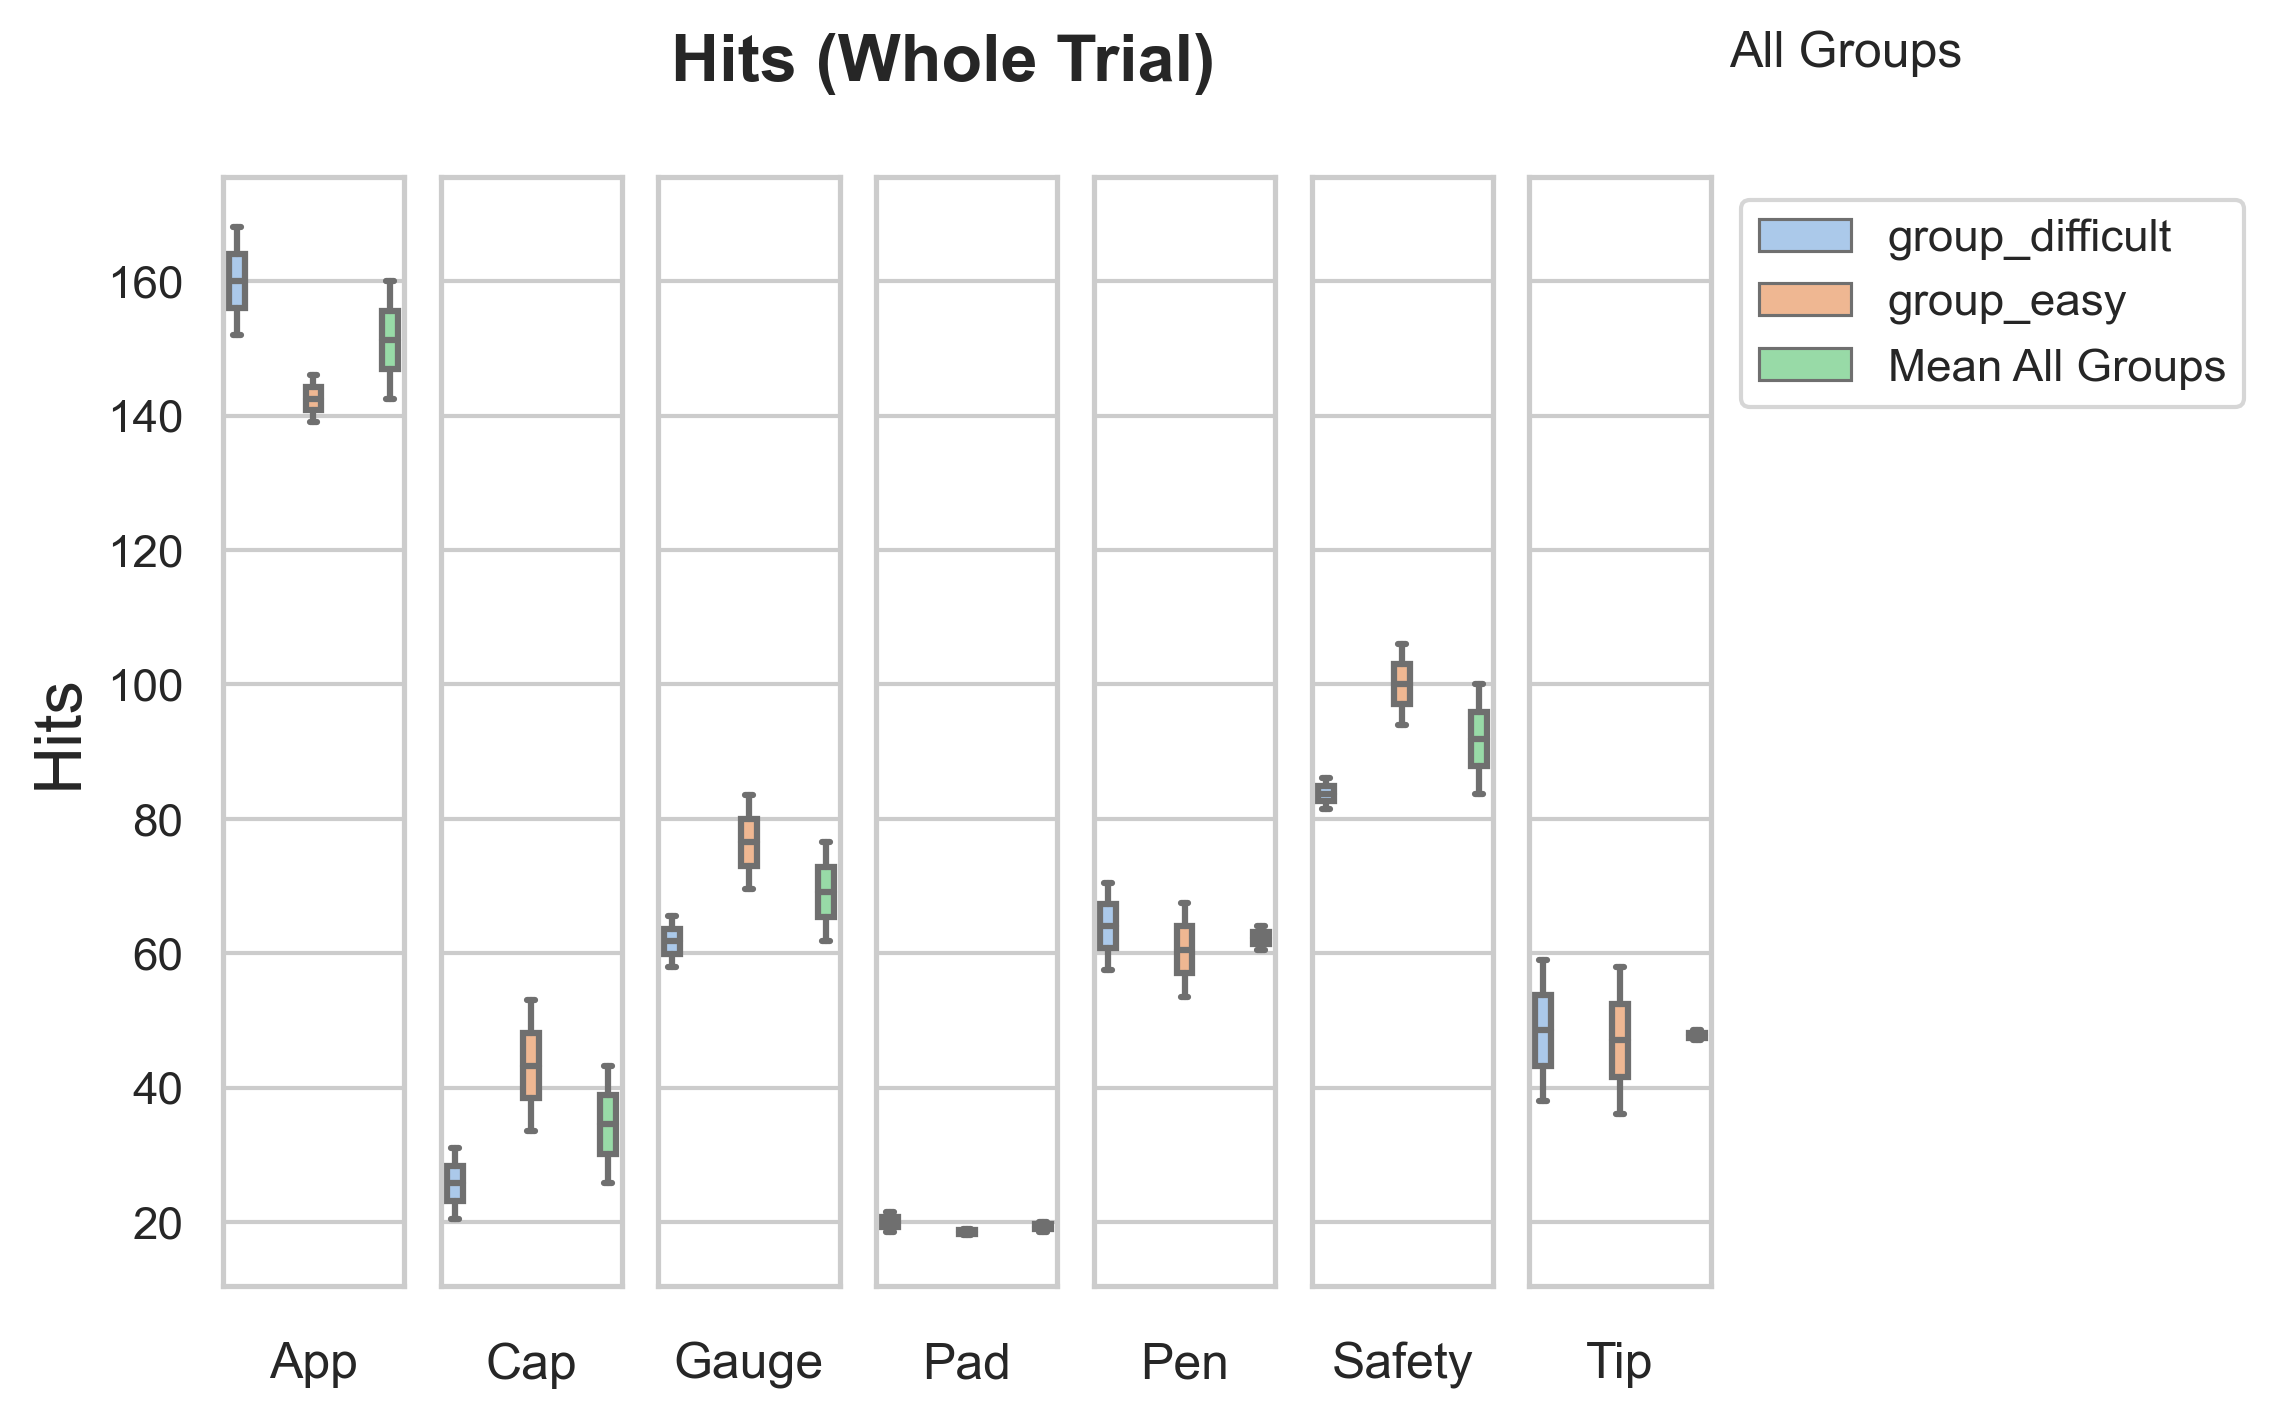 Hits (Whole Trial)
All Groups
group_difficult
group_easy
Mean All Groups
160
140
120
100
80
60
40
20
Hits
App
Cap
Gauge
Pad
Pen
Safety
Tip